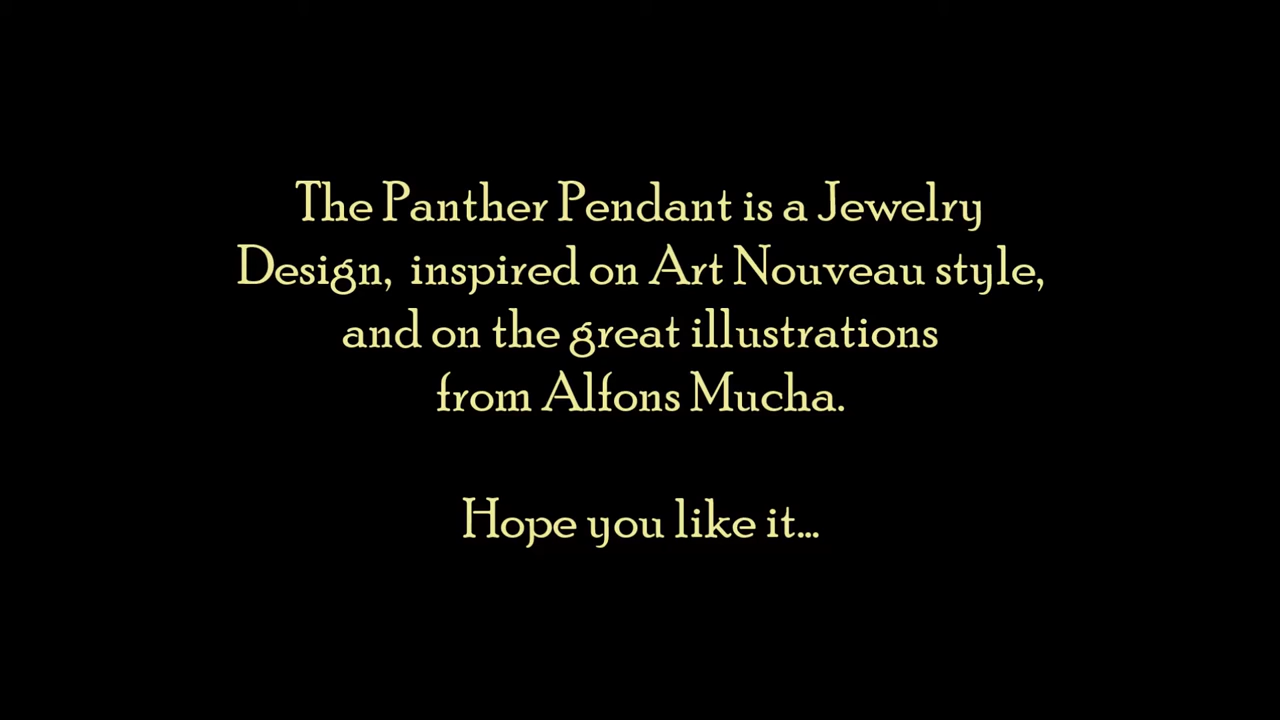 The Panther Pendant is a Jewelry
Design, inspired on Art Nouveau style,
and on the great illustrations
from Alfons Mucha.
Hope you like it...